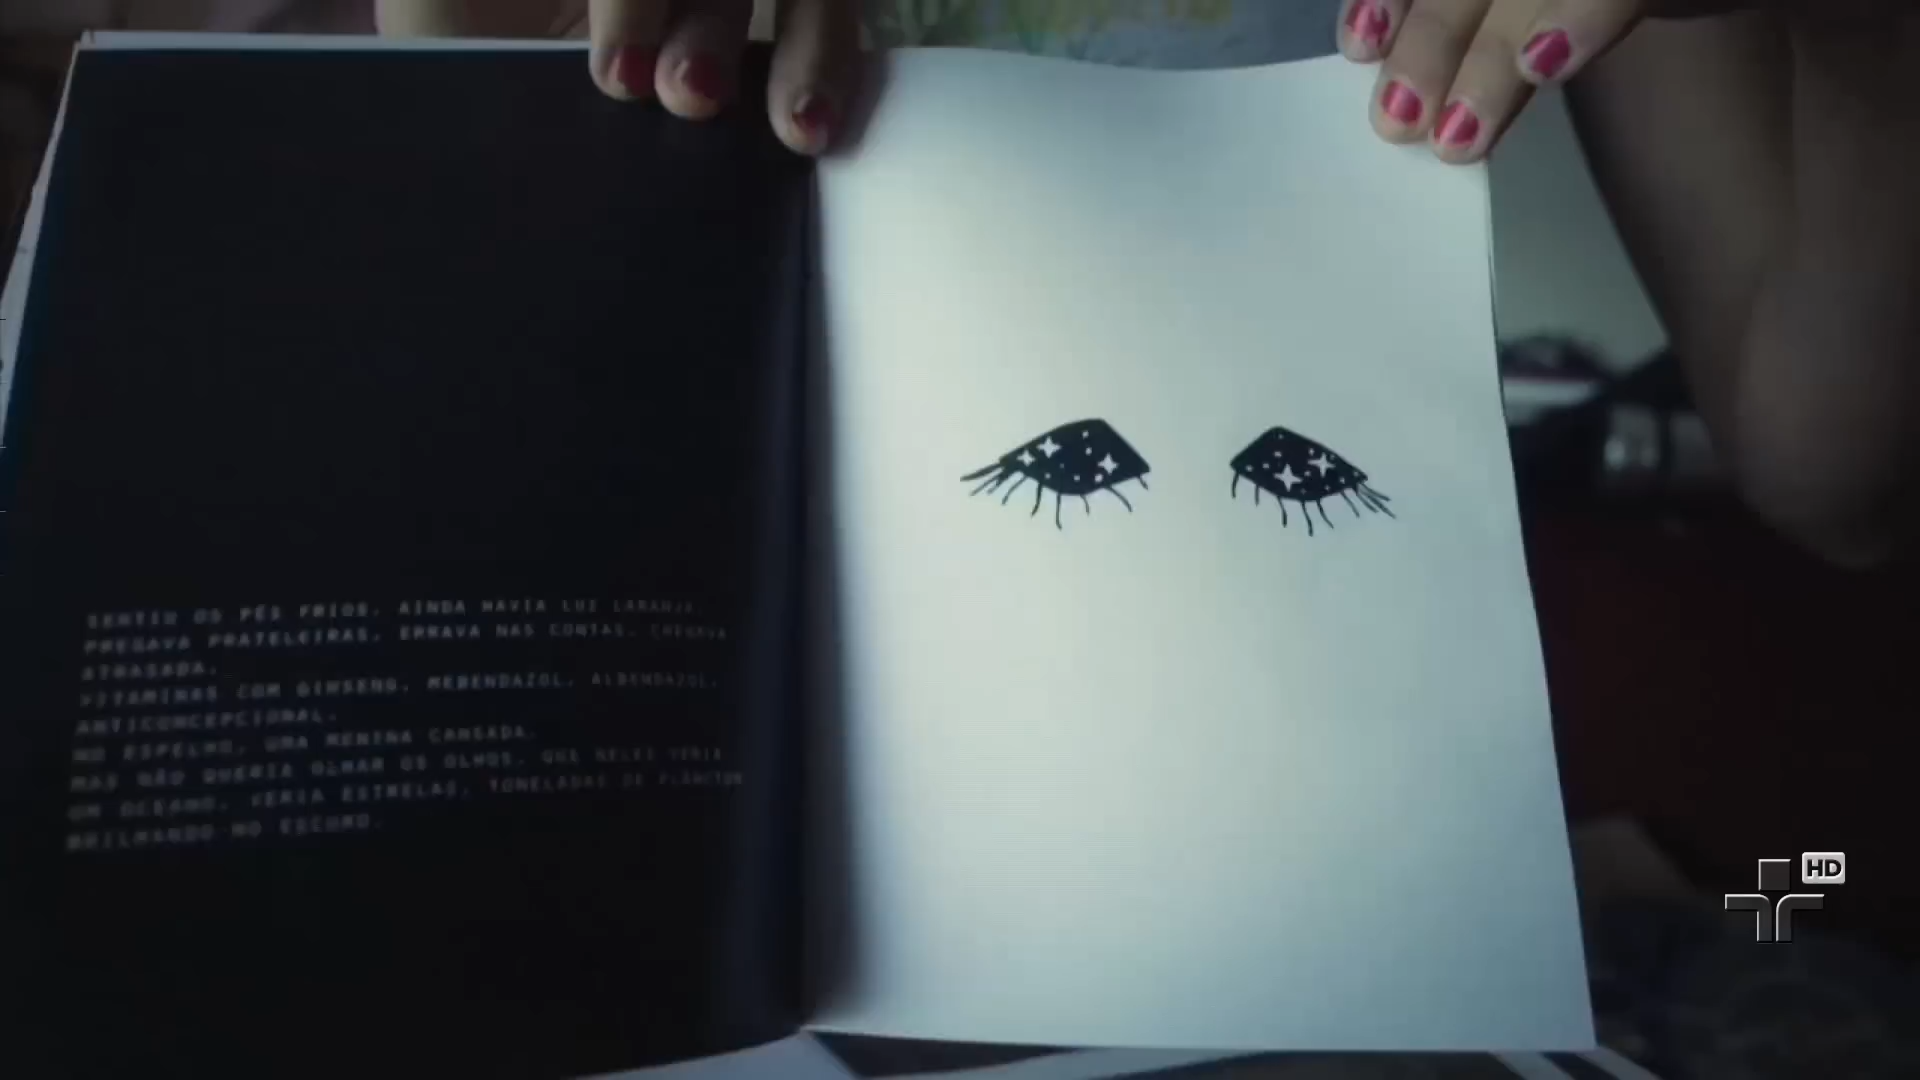 SENTIU OS PÉS FRIOS. AINDA HAVIA LUZ LARANJA.
PREGAVA PRATELEIRAS. ERRAVA NAS CONTAS. CHEGAVA
ATRASADA.
VITAMINAS COM GINSENG. MEBENDAZOL. ALBENDAZOL.
ANTICONCEPCIONAL.
NO ESPELHO, UMA MENINA CANSADA.
MAS NÃO QUERIA OLHAR OS OLHOS. QUE NELES VERIA
UM OCEANO. VERIA ESTRELAS, TONELADAS DE PLÂNCTON
BRILHANDO NO ESCURO.
HD